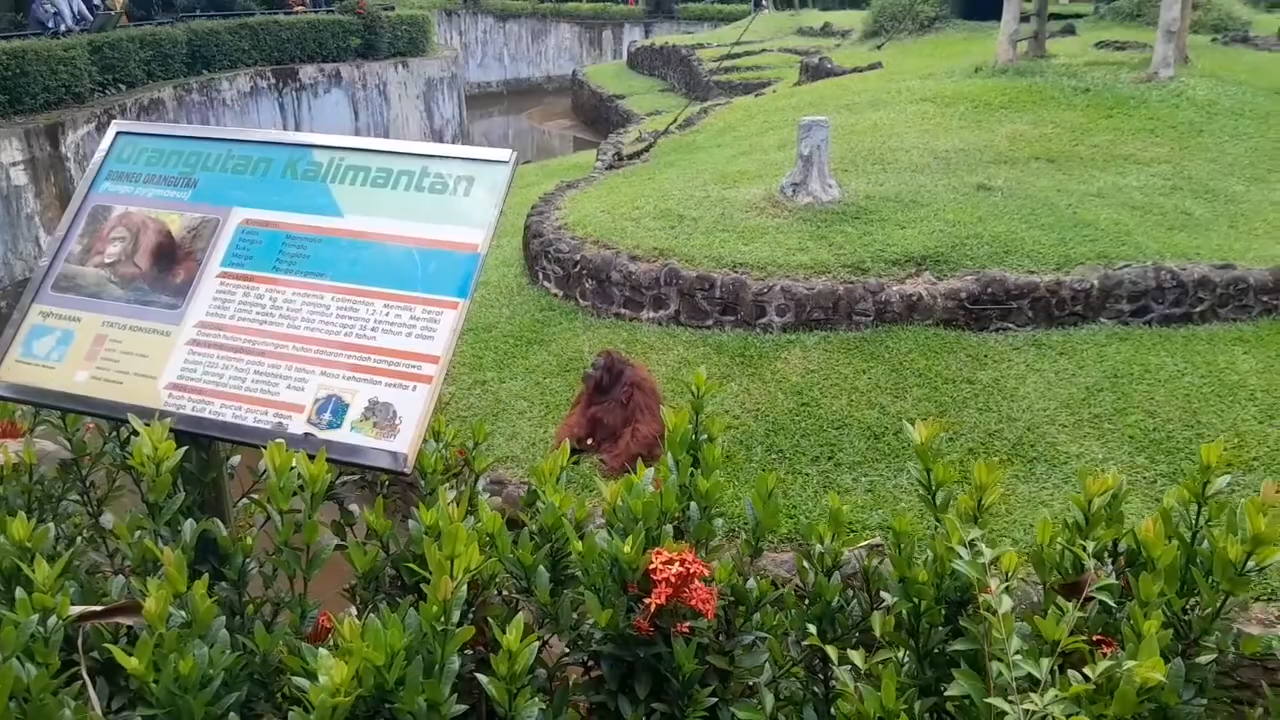 Orangutan Kalimantan
BORNEO ORANGUTAN
(Pongo pygmaeus)
Kelas Mammalia
Bangsa Primata
Suku Pongidae
Marga Pongo
Jenis Pongo pygmae
Merupakan satwa endemik Kalimantan. Memiliki berat
sekitar 50-100 kg dan panjang sekitar 1,2-1,4 m. Memiliki
lengan panjang dan kuat, rambut berwarna kemerahan atau
coklat. Lama waktu hidup bisa mencapai 35-40 tahun di alam
bebas di penangkaran bisa mencapai 60 tahun.
Daerah hutan pegunungan, hutan dataran rendah sampai rawa
Perkembangbiakan
Dewasa kelamin pada usia 10 tahun. Masa kehamilan sekitar 8
bulan (223-267 hari). Melahirkan satu
anak jarang yang kembar. Anak
dirawat sampai usia dua tahun
Makanan
Buah-buahan, pucuk-pucuk daun,
bunga, kulit kayu, Telur, Serangga
PENYEBARAN
STATUS KONSERVASI